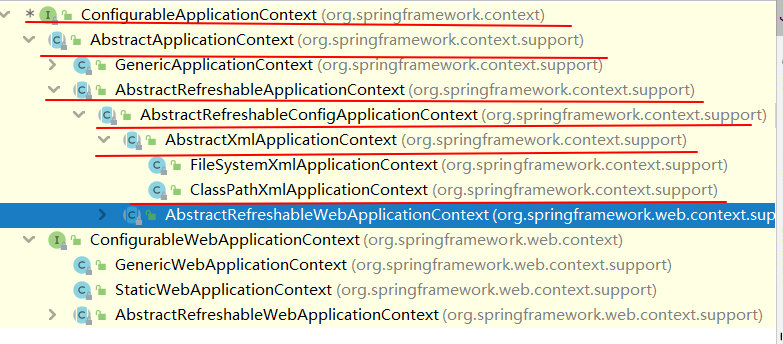 * ConfigurableApplicationContext (org.springframework.context)
AbstractApplicationContext (org.springframework.context.support)
GenericApplicationContext (org.springframework.context.support)
AbstractRefreshableApplicationContext (org.springframework.context.support)
AbstractRefreshableConfigApplicationContext (org.springframework.context.support)
AbstractXmlApplicationContext (org.springframework.context.support)
FileSystemXmlApplicationContext (org.springframework.context.support)
ClassPathXmlApplicationContext (org.springframework.context.support)
AbstractRefreshableWebApplicationContext (org.springframework.web.context.sup
ConfigurableWebApplicationContext (org.springframework.web.context)
GenericWebApplicationContext (org.springframework.web.context.support)
StaticWebApplicationContext (org.springframework.web.context.support)
AbstractRefreshableWebApplicationContext (org.springframework.web.context.support)